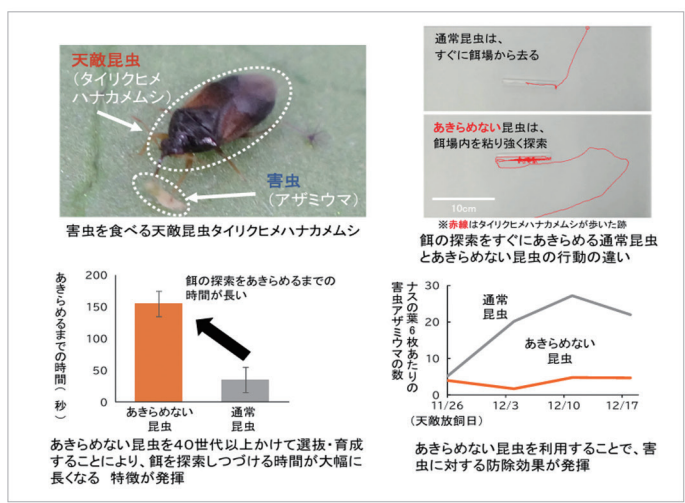 天敵昆虫
（タイリクヒメ
ハナカメムシ）
害虫
（アザミウマ）
害虫を食べる天敵昆虫タイリクヒメハナカメムシ
通常昆虫は、
すぐに餌場から去る
あきらめない昆虫は、
餌場内を粘り強く探索
10cm
※赤線はタイリクヒメハナカメムシが歩いた跡
餌の探索をすぐにあきらめる通常昆虫
とあきらめない昆虫の行動の違い
あきらめるまでの時間（秒）
200
150
100
50
0
餌の探索をあきらめるまでの
時間が長い
あきらめない
昆虫
通常
昆虫
あきらめない昆虫を40世代以上かけて選抜・育成
することにより、餌を探索しつづける時間が大幅に
長くなる 特徴が発揮
ナスの葉6枚あたりの
害虫アザミウマの数
30
20
10
0
通常
昆虫
あきらめない
昆虫
11/26
12/3
12/10
12/17
（天敵放飼日）
あきらめない昆虫を利用することで、害
虫に対する防除効果が発揮